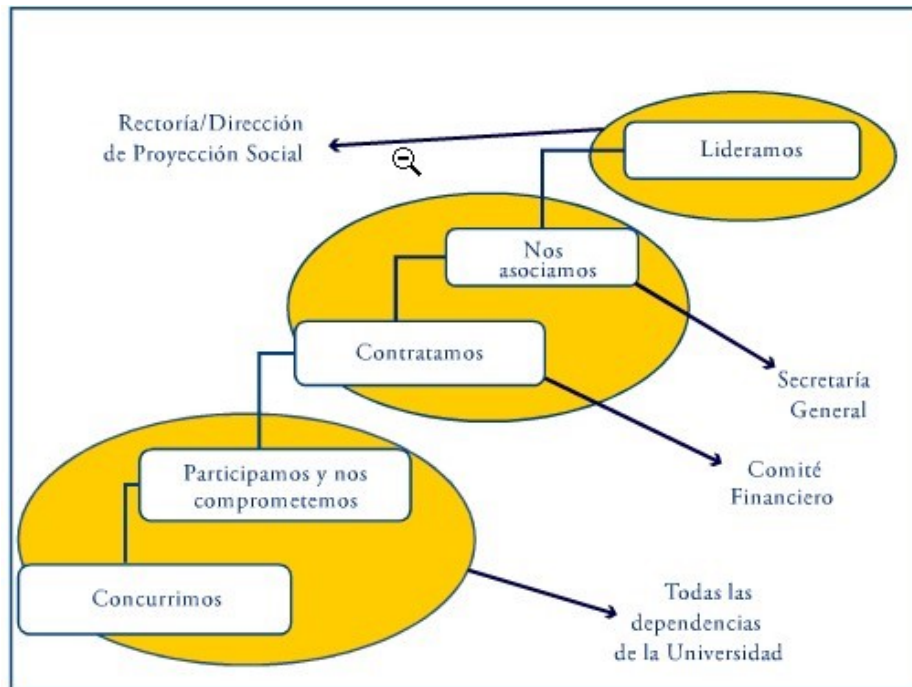 Rectoría/Dirección
de Proyección Social
Lideramos
Nos
asociamos
Contratamos
Secretaría
General
Participamos y nos
comprometemos
Comité
Financiero
Concurrimos
Todas las
dependencias
de la Universidad